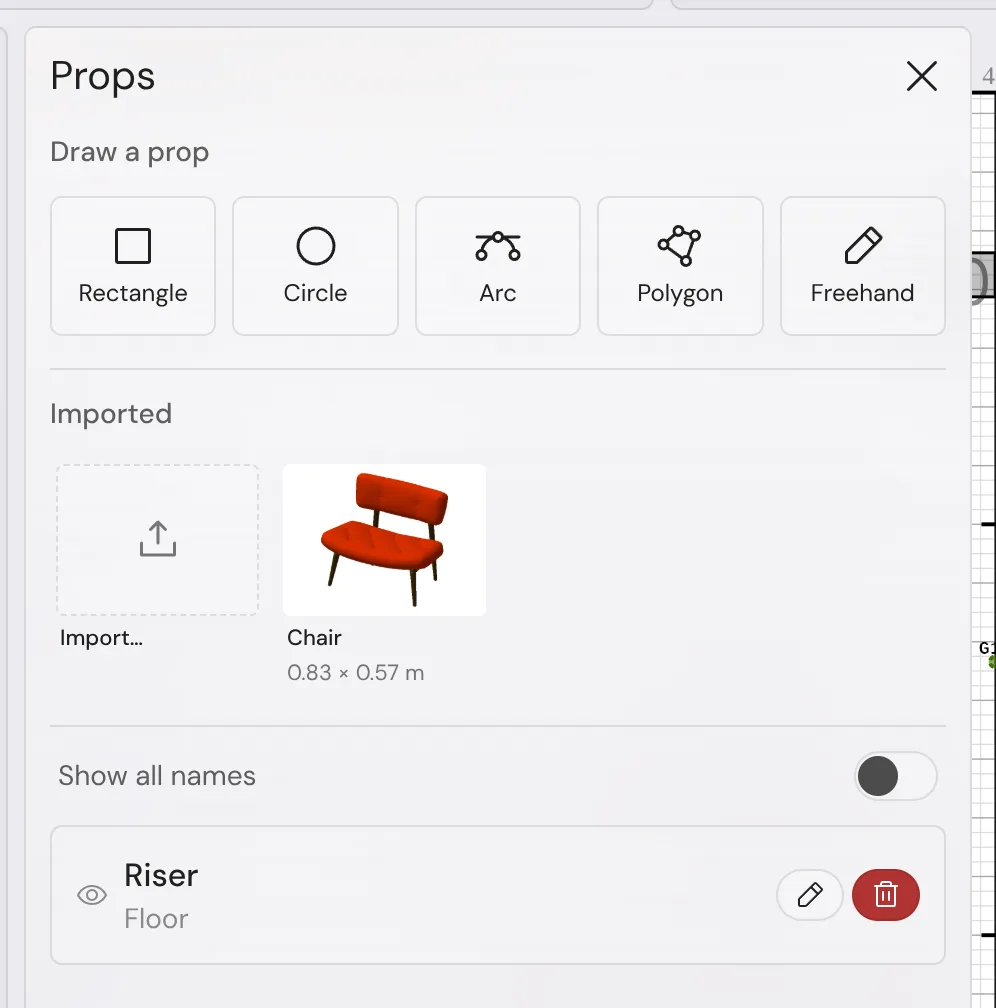 Props
4
Draw a prop
Rectangle
Circle
Arc
Polygon
Freehand
Imported
Import...
Chair
0.83 × 0.57 m
Show all names
Riser
Floor